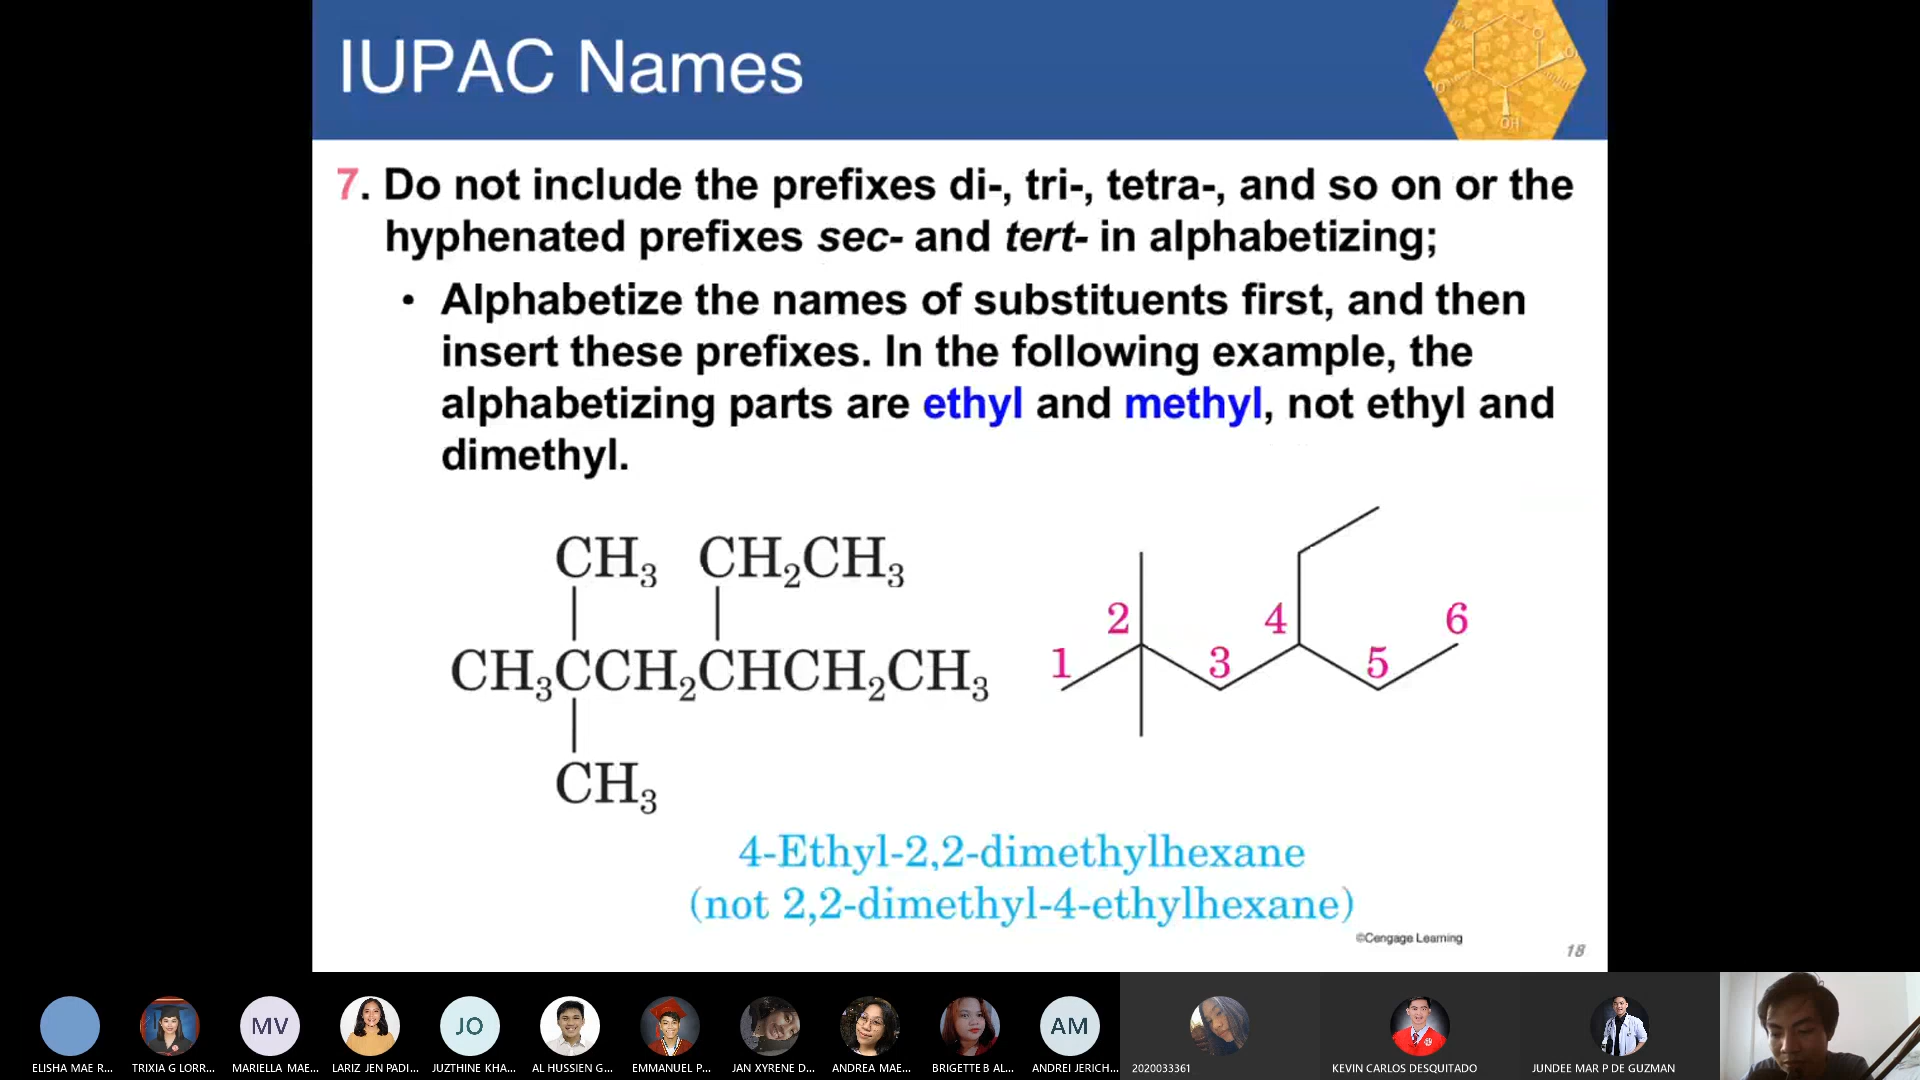 IUPAC Names
7. Do not include the prefixes di-, tri-, tetra-, and so on or the
hyphenated prefixes sec- and tert- in alphabetizing;
• Alphabetize the names of substituents first, and then
insert these prefixes. In the following example, the
alphabetizing parts are ethyl and methyl, not ethyl and
dimethyl.
CH₃ CH₂CH₃
CH₃CCH₂CHCH₂CH₃
CH₃
2 4 6
1 3 5
4-Ethyl-2,2-dimethylhexane
(not 2,2-dimethyl-4-ethylhexane)
©Cengage Learning
18
O
O
O
OH
MV JO AM
ELISHA MAE R... TRIXIA G LORR... MARIELLA MAE... LARIZ JEN PADI... JUZTHINE KHA... AL HUSSIEN G... EMMANUEL P... JAN XYRENE D... ANDREA MAE... BRIGETTE B AL... ANDREI JERICH... 2020033361 KEVIN CARLOS DESQUITADO JUNDEE MAR P DE GUZMAN